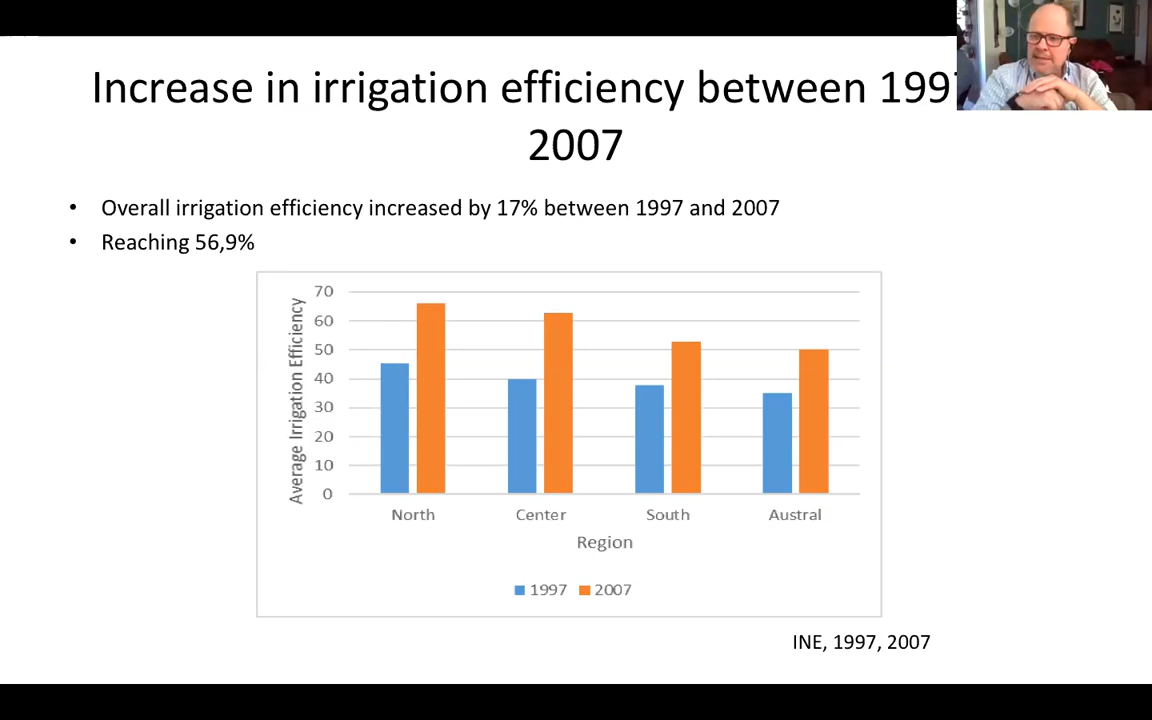 Increase in irrigation efficiency between 199
2007
• Overall irrigation efficiency increased by 17% between 1997 and 2007
• Reaching 56,9%
Average Irrigation Efficiency
70
60
50
40
30
20
10
0
North Center South Austral
Region
1997 2007
INE, 1997, 2007